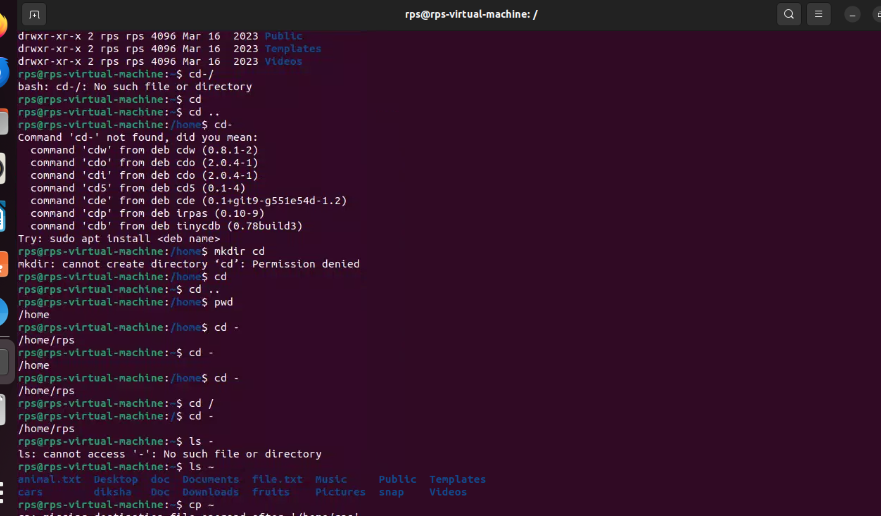 rps@rps-virtual-machine: /
drwxr-xr-x 2 rps rps 4096 Mar 16  2023 Public
drwxr-xr-x 2 rps rps 4096 Mar 16  2023 Templates
drwxr-xr-x 2 rps rps 4096 Mar 16  2023 Videos
rps@rps-virtual-machine:~$ cd-/
bash: cd-/: No such file or directory
rps@rps-virtual-machine:~$ cd
rps@rps-virtual-machine:~$ cd ..
rps@rps-virtual-machine:/home$ cd-
Command 'cd-' not found, did you mean:
  command 'cdw' from deb cdw (0.8.1-2)
  command 'cdo' from deb cdo (2.0.4-1)
  command 'cdi' from deb cdo (2.0.4-1)
  command 'cd5' from deb cd5 (0.1-4)
  command 'cde' from deb cde (0.1+git9-g551e54d-1.2)
  command 'cdp' from deb irpas (0.10-9)
  command 'cdb' from deb tinycdb (0.78build3)
Try: sudo apt install <deb name>
rps@rps-virtual-machine:/home$ mkdir cd
mkdir: cannot create directory ‘cd’: Permission denied
rps@rps-virtual-machine:/home$ cd
rps@rps-virtual-machine:~$ cd ..
rps@rps-virtual-machine:/home$ pwd
/home
rps@rps-virtual-machine:/home$ cd -
/home/rps
rps@rps-virtual-machine:~$ cd -
/home
rps@rps-virtual-machine:/home$ cd -
/home/rps
rps@rps-virtual-machine:~$ cd /
rps@rps-virtual-machine:/$ cd -
/home/rps
rps@rps-virtual-machine:~$ ls -
ls: cannot access '-': No such file or directory
rps@rps-virtual-machine:~$ ls ~
animal.txt  Desktop  doc  Documents  file.txt  Music     Public  Templates
cars        diksha   Doc  Downloads  fruits    Pictures  snap    Videos
rps@rps-virtual-machine:~$ cp ~
cp: missing destination file operand after '/home/rps'